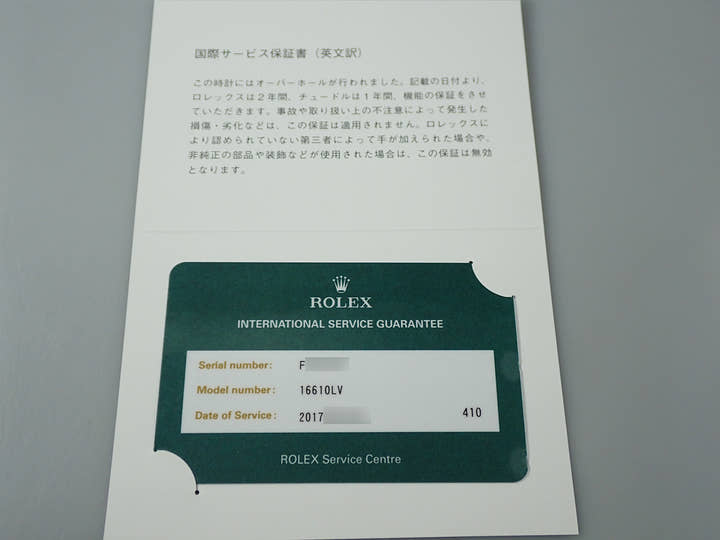 国際サービス保証書（英文訳）
この時計にはオーバーホールが行われました。記載の日付より、
ロレックスは２年間、チュードルは１年間、機能の保証をさせ
ていただきます。事故や取り扱い上の不注意によって発生した
損傷・劣化などは、この保証は適用されません。ロレックスに
より認められていない第三者によって手が加えられた場合や、
非純正の部品や装飾などが使用された場合は、この保証は無効
となります。
ROLEX
INTERNATIONAL SERVICE GUARANTEE
Serial number: F
Model number: 16610LV
Date of Service: 2017 410
ROLEX Service Centre